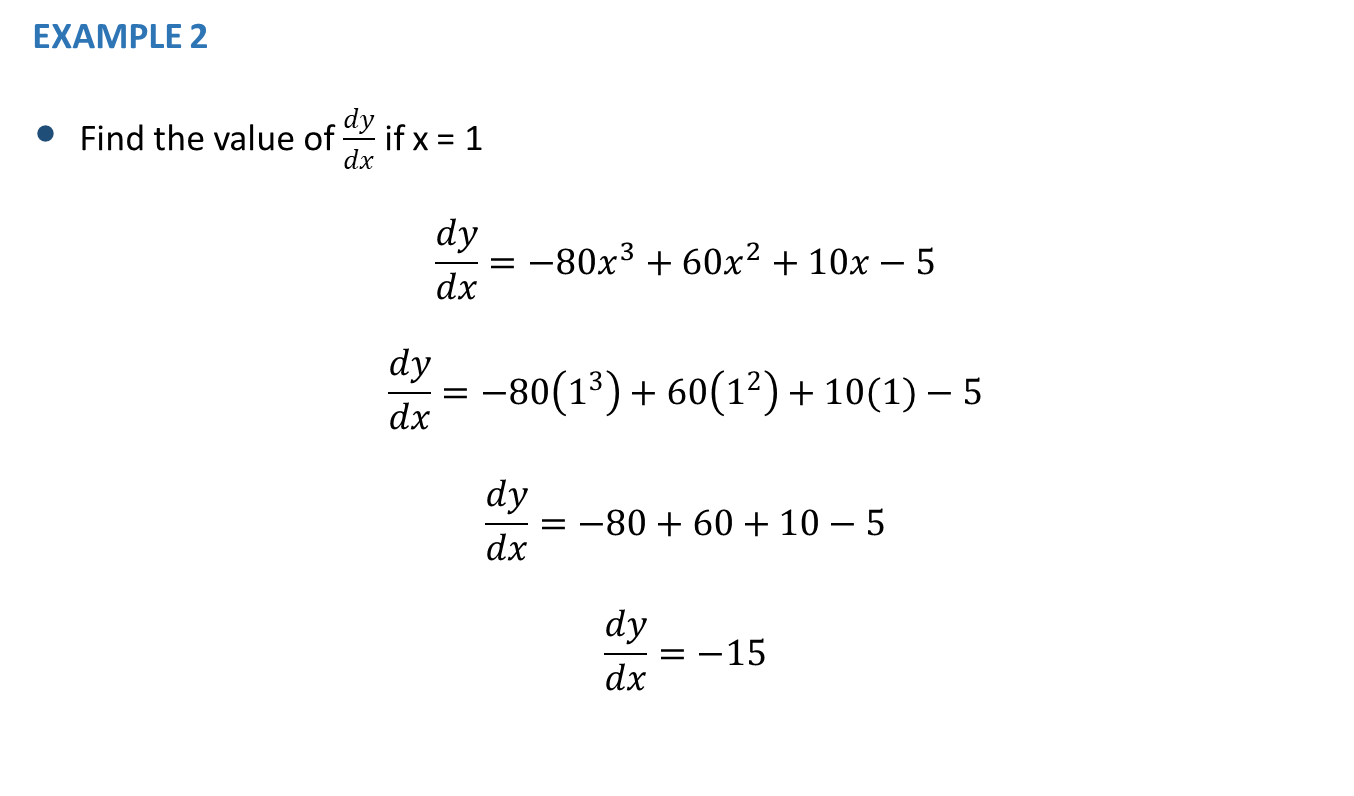 EXAMPLE 2
• Find the value of dy/dx if x = 1
dy/dx = −80x³ + 60x² + 10x − 5
dy/dx = −80(1³) + 60(1²) + 10(1) − 5
dy/dx = −80 + 60 + 10 − 5
dy/dx = −15